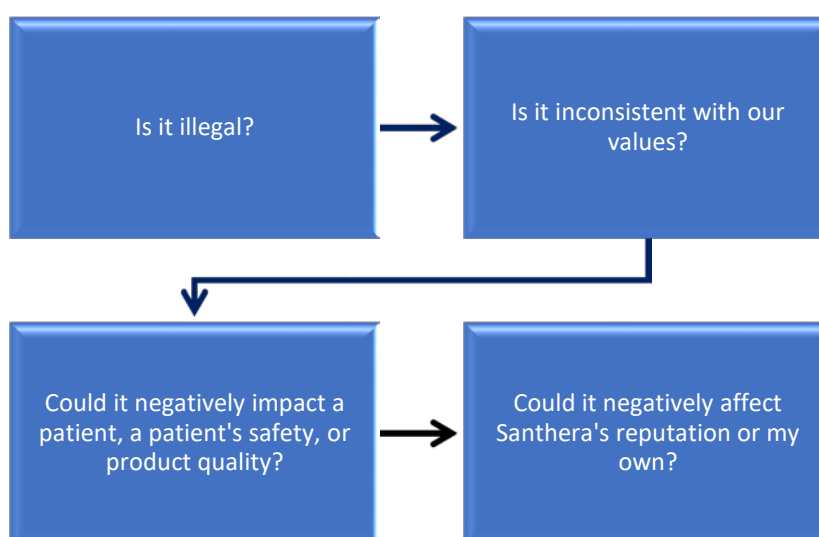 Is it illegal?
Is it inconsistent with our
values?
Could it negatively impact a
patient, a patient's safety, or
product quality?
Could it negatively affect
Santhera's reputation or my
own?